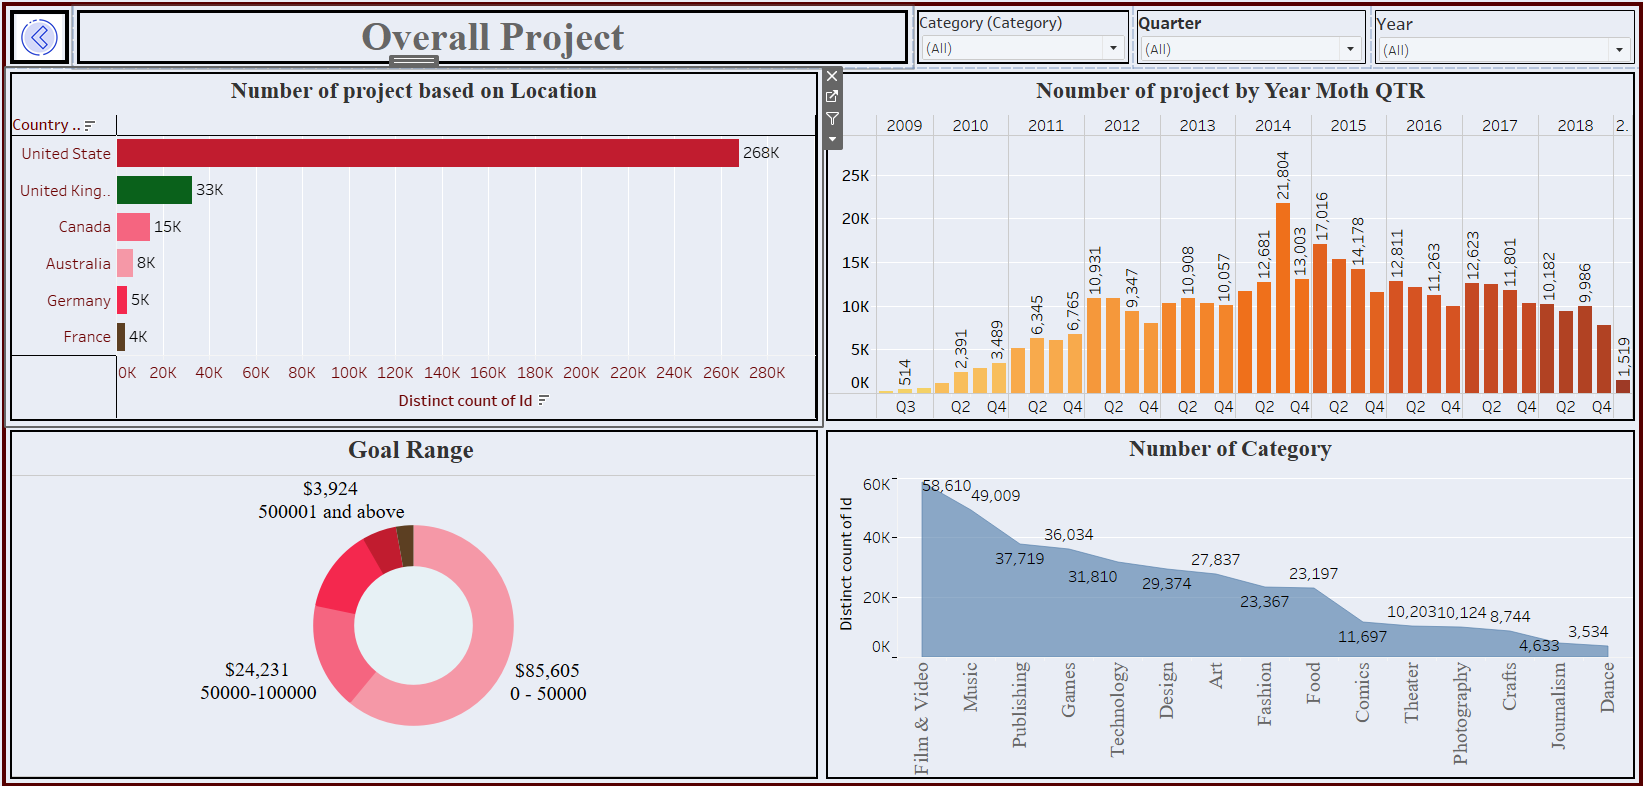 Overall Project
Category (Category)
(All)
Quarter
(All)
Year
(All)
Number of project based on Location
Country ..
United State
268K
United King..
33K
Canada
15K
Australia
8K
Germany
5K
France
4K
0K 20K 40K 60K 80K 100K 120K 140K 160K 180K 200K 220K 240K 260K 280K
Distinct count of Id
Noumber of project by Year Moth QTR
2009 2010 2011 2012 2013 2014 2015 2016 2017 2018 2.
25K
20K
15K
10K
5K
0K
514 2,391 3,489 6,345 6,765 10,931 9,347 10,908 10,057 12,681 21,804 13,003 17,016 14,178 12,811 11,263 12,623 11,801 10,182 9,986 1,519
Q3 Q2 Q4 Q2 Q4 Q2 Q4 Q2 Q4 Q2 Q4 Q2 Q4 Q2 Q4 Q2 Q4 Q2 Q4
Goal Range
$3,924
500001 and above
$24,231
50000-100000
$85,605
0 - 50000
Number of Category
Distinct count of Id
60K
40K
20K
0K
58,610 49,009 37,719 36,034 31,810 29,374 27,837 23,367 23,197 11,697 10,203 10,124 8,744 4,633 3,534
Film & Video
Music
Publishing
Games
Technology
Design
Art
Fashion
Food
Comics
Theater
Photography
Crafts
Journalism
Dance